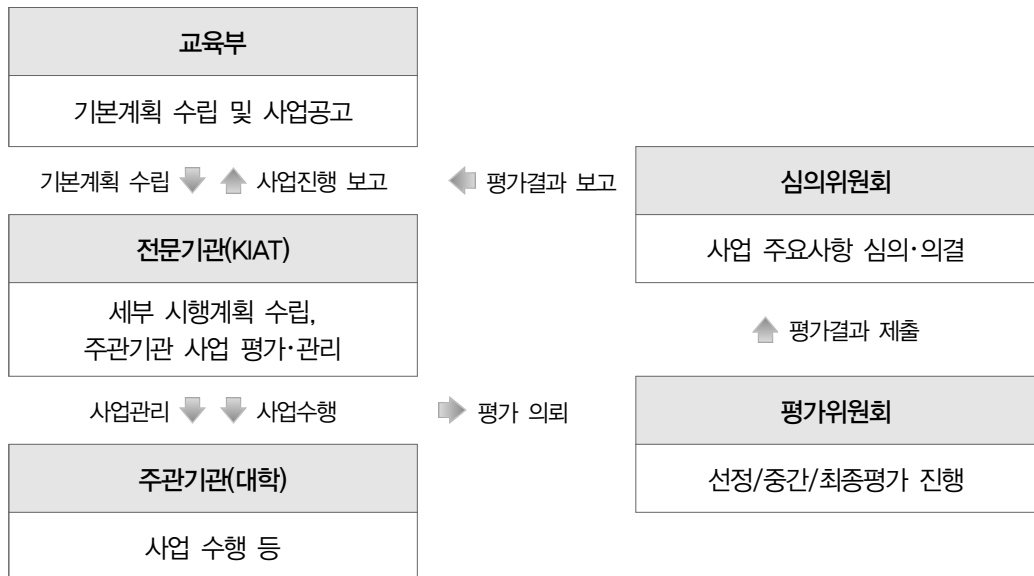 교육부
기본계획 수립 및 사업공고
기본계획 수립 사업진행 보고
평가결과 보고
심의위원회
사업 주요사항 심의·의결
전문기관(KIAT)
세부 시행계획 수립,
주관기관 사업 평가·관리
평가결과 제출
사업관리 사업수행
평가 의뢰
평가위원회
선정/중간/최종평가 진행
주관기관(대학)
사업 수행 등